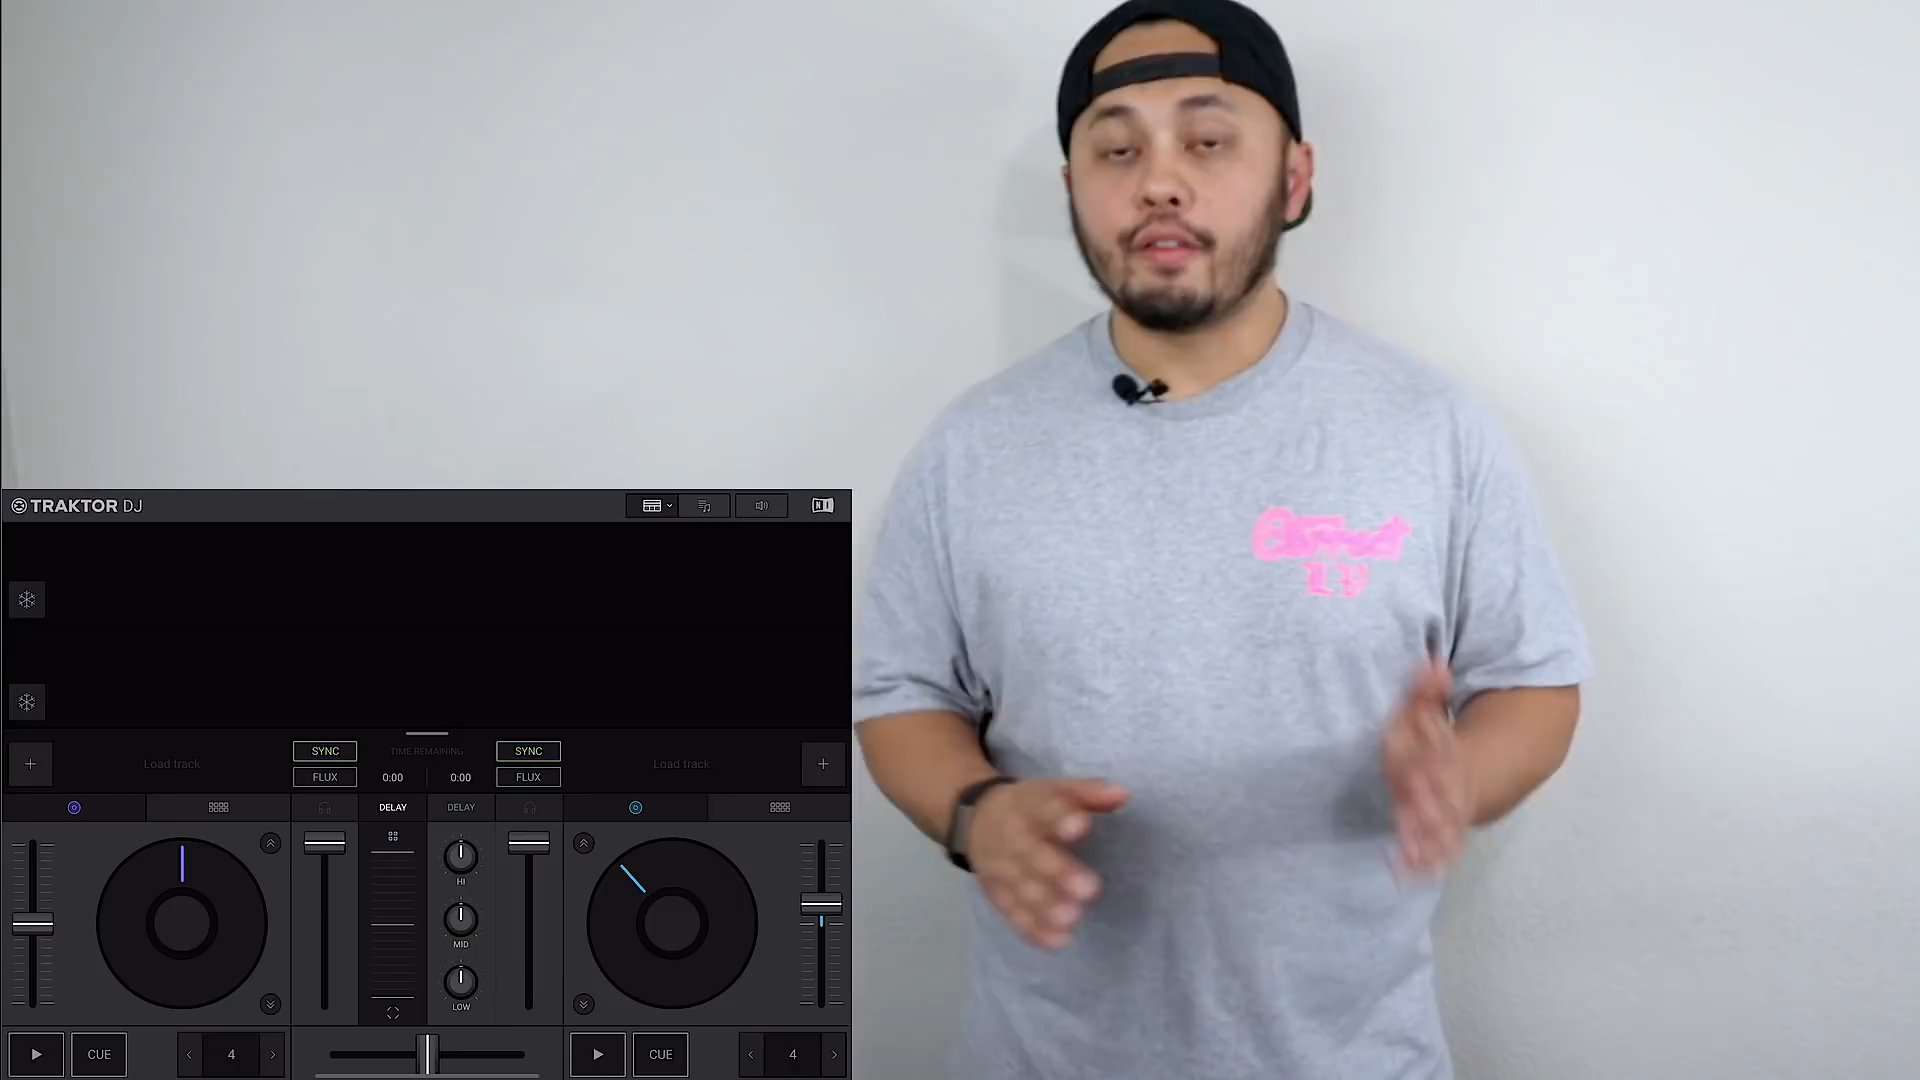 TRAKTOR DJ
SYNC TIME REMAINING SYNC
Load track Load track
FLUX 0:00 0:00 FLUX
DELAY DELAY
HI
MID
LOW
CUE 4 CUE 4